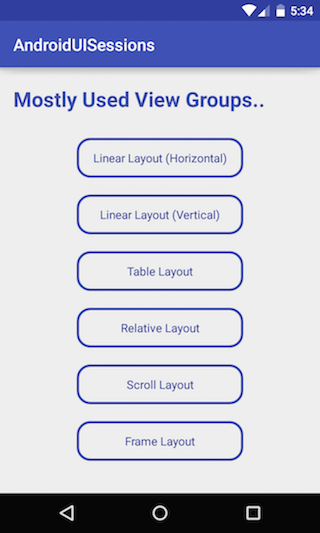 5:34
AndroidUISessions
Mostly Used View Groups..
Linear Layout (Horizontal)
Linear Layout (Vertical)
Table Layout
Relative Layout
Scroll Layout
Frame Layout